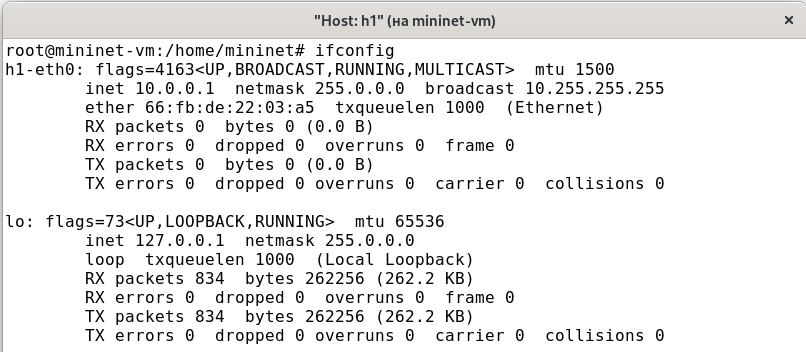 "Host: h1" (на mininet-vm)
×
root@mininet-vm:/home/mininet# ifconfig
h1-eth0: flags=4163<UP,BROADCAST,RUNNING,MULTICAST>  mtu 1500
        inet 10.0.0.1  netmask 255.0.0.0  broadcast 10.255.255.255
        ether 66:fb:de:22:03:a5  txqueuelen 1000  (Ethernet)
        RX packets 0  bytes 0 (0.0 B)
        RX errors 0  dropped 0  overruns 0  frame 0
        TX packets 0  bytes 0 (0.0 B)
        TX errors 0  dropped 0 overruns 0  carrier 0  collisions 0

lo: flags=73<UP,LOOPBACK,RUNNING>  mtu 65536
        inet 127.0.0.1  netmask 255.0.0.0
        loop  txqueuelen 1000  (Local Loopback)
        RX packets 834  bytes 262256 (262.2 KB)
        RX errors 0  dropped 0  overruns 0  frame 0
        TX packets 834  bytes 262256 (262.2 KB)
        TX errors 0  dropped 0 overruns 0  carrier 0  collisions 0